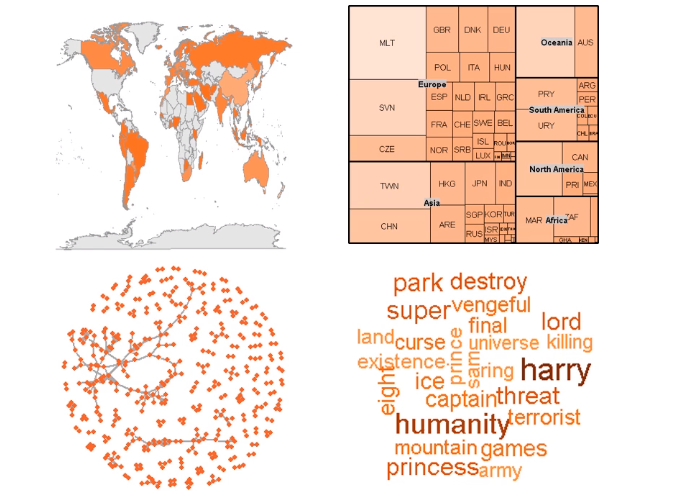 GBR DNK DEU
MLT
Oceania AUS
POL ITA HUN
Europe
PRY ARG
ESP NLD IRL GRC
PER
SVN
South America
FRA CHE SWE BEL
URY
CHL
ISL
CZE NOR SRB
LUX
CAN
TWN HKG JPN IND
North America
PRI MEX
Asia
SGP KOR TUR
MAR Africa
CHN ARE
RUS
MYS
GHA
park destroy
super vengeful
final lord
land curse universe killing
existence prince sam ring harry
eight ice
captain threat
humanity terrorist
mountain games
princess army